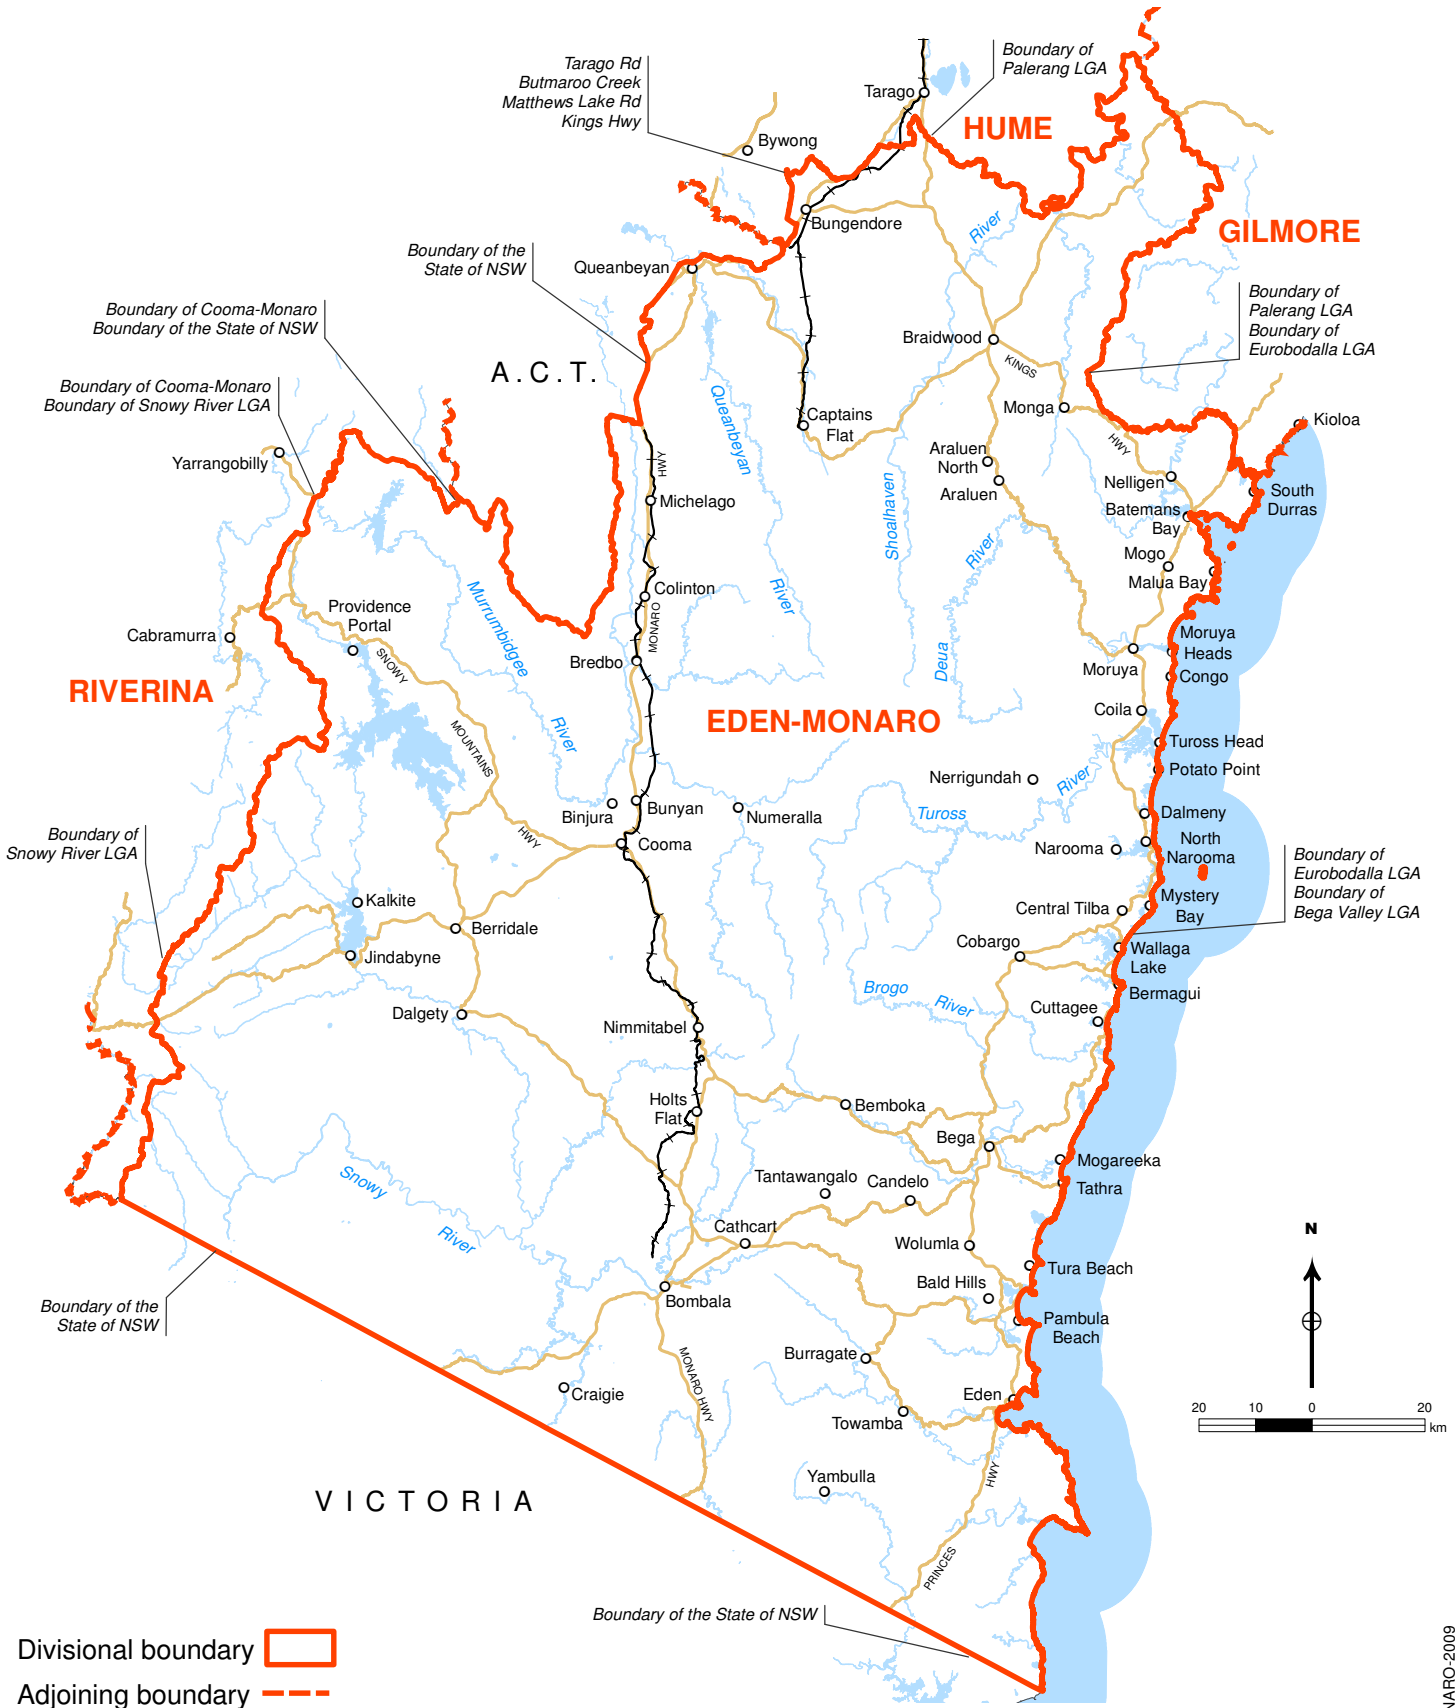 Tarago Rd
Butmaroo Creek
Matthews Lake Rd
Kings Hwy
Boundary of
Palerang LGA
Tarago
HUME
Bywong
Bungendore
River
GILMORE
Boundary of the
State of NSW
Queanbeyan
Boundary of Cooma-Monaro
Boundary of the State of NSW
Boundary of
Palerang LGA
Boundary of
Eurobodalla LGA
Braidwood
KINGS
A.C.T.
Boundary of Cooma-Monaro
Boundary of Snowy River LGA
Queanbeyan
River
Captains
Flat
Monga
HWY
Kioloa
Yarrangobilly
HWY
Araluen
North
Araluen
Nelligen
South
Durras
Michelago
Shoalhaven
Batemans
Bay
River
Deua
Mogo
Malua Bay
Colinton
MONARO
Murrumbidgee
River
Providence
Portal
Cabramurra
SNOWY
MOUNTAINS
HWY
Bredbo
Moruya
Heads
Moruya
Congo
RIVERINA
EDEN-MONARO
Coila
Tuross Head
Potato Point
Nerrigundah
River
Tuross
Binjura
Bunyan
Numeralla
Dalmeny
Cooma
Narooma
North
Narooma
Boundary of
Snowy River LGA
Boundary of
Eurobodalla LGA
Boundary of
Bega Valley LGA
Kalkite
Berridale
Central Tilba
Mystery
Bay
Cobargo
Wallaga
Lake
Jindabyne
Brogo
River
Bermagui
Dalgety
Cuttagee
Nimmitabel
Holts
Flat
Bemboka
Bega
Mogareeka
Snowy
River
Tantawangalo
Candelo
Tathra
Cathcart
Wolumla
N
Tura Beach
Bald Hills
Bombala
Boundary of the
State of NSW
Pambula
Beach
MONARO HWY
Burragate
Craigie
Eden
Towamba
20 10 0 20
km
Yambulla
HWY
PRINCES
VICTORIA
Boundary of the State of NSW
Divisional boundary
Adjoining boundary
NARO-2009